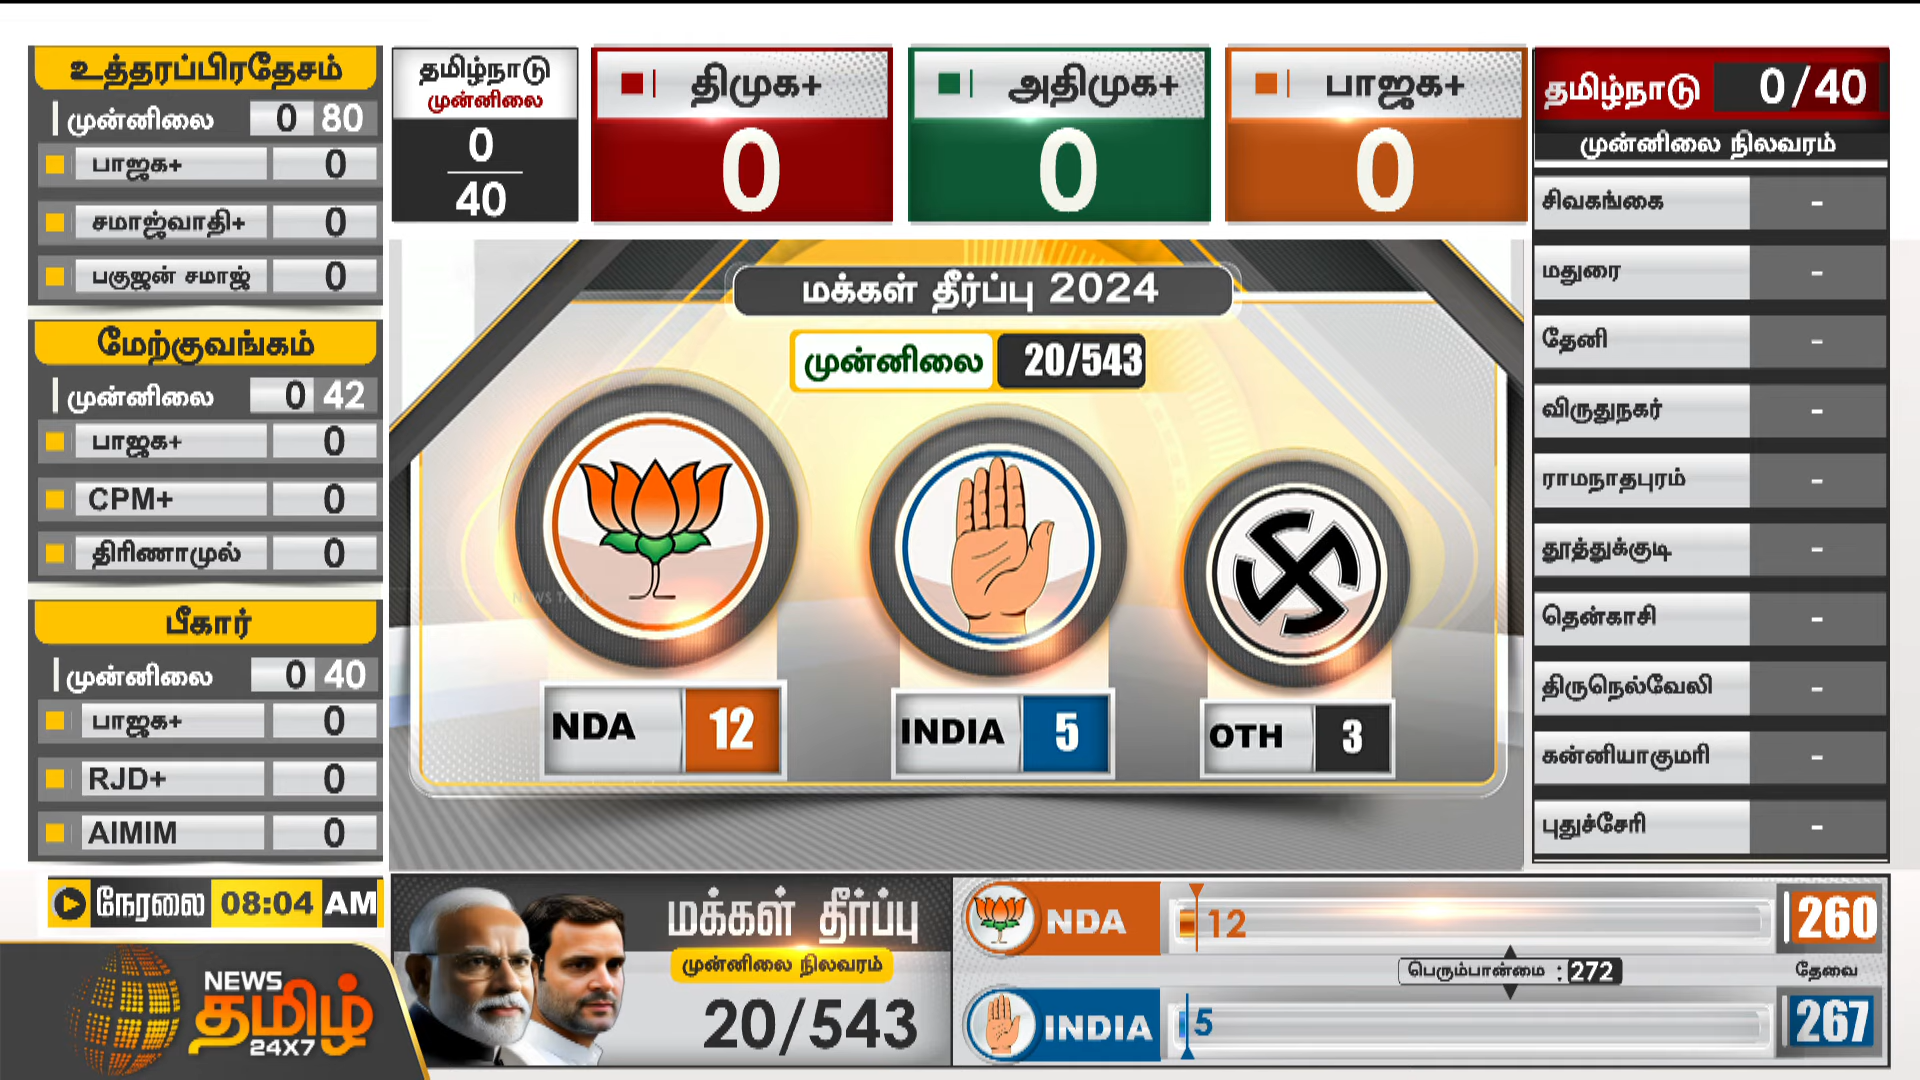 உத்தரப்பிரதேசம்
முன்னிலை 0 80
பாஜக+ 0
சமாஜ்வாதி+ 0
பகுஜன் சமாஜ் 0
மேற்குவங்கம்
முன்னிலை 0 42
பாஜக+ 0
CPM+ 0
திரிணாமுல் 0
பீகார்
முன்னிலை 0 40
பாஜக+ 0
RJD+ 0
AIMIM 0
நேரலை 08:04 AM
NEWS
தமிழ்
24X7
தமிழ்நாடு
முன்னிலை
0
40
திமுக+
0
அதிமுக+
0
பாஜக+
0
மக்கள் தீர்ப்பு 2024
முன்னிலை 20/543
NDA 12
INDIA 5
OTH 3
தமிழ்நாடு 0/40
முன்னிலை நிலவரம்
சிவகங்கை -
மதுரை -
தேனி -
விருதுநகர் -
ராமநாதபுரம் -
தூத்துக்குடி -
தென்காசி -
திருநெல்வேலி -
கன்னியாகுமரி -
புதுச்சேரி -
மக்கள் தீர்ப்பு
முன்னிலை நிலவரம்
20/543
NDA 12 260
பெரும்பான்மை : 272 தேவை
INDIA 5 267